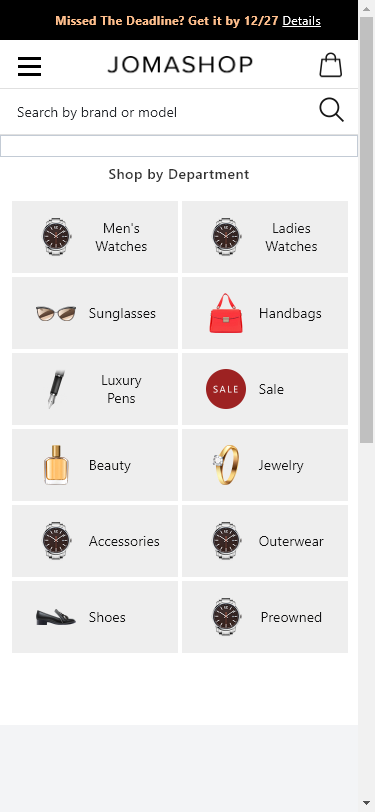 Missed The Deadline? Get it by 12/27 Details
JOMASHOP
Search by brand or model
Shop by Department
Men's
Watches
Ladies
Watches
Sunglasses
Handbags
Luxury
Pens
SALE
Sale
Beauty
Jewelry
Accessories
Outerwear
Shoes
Preowned